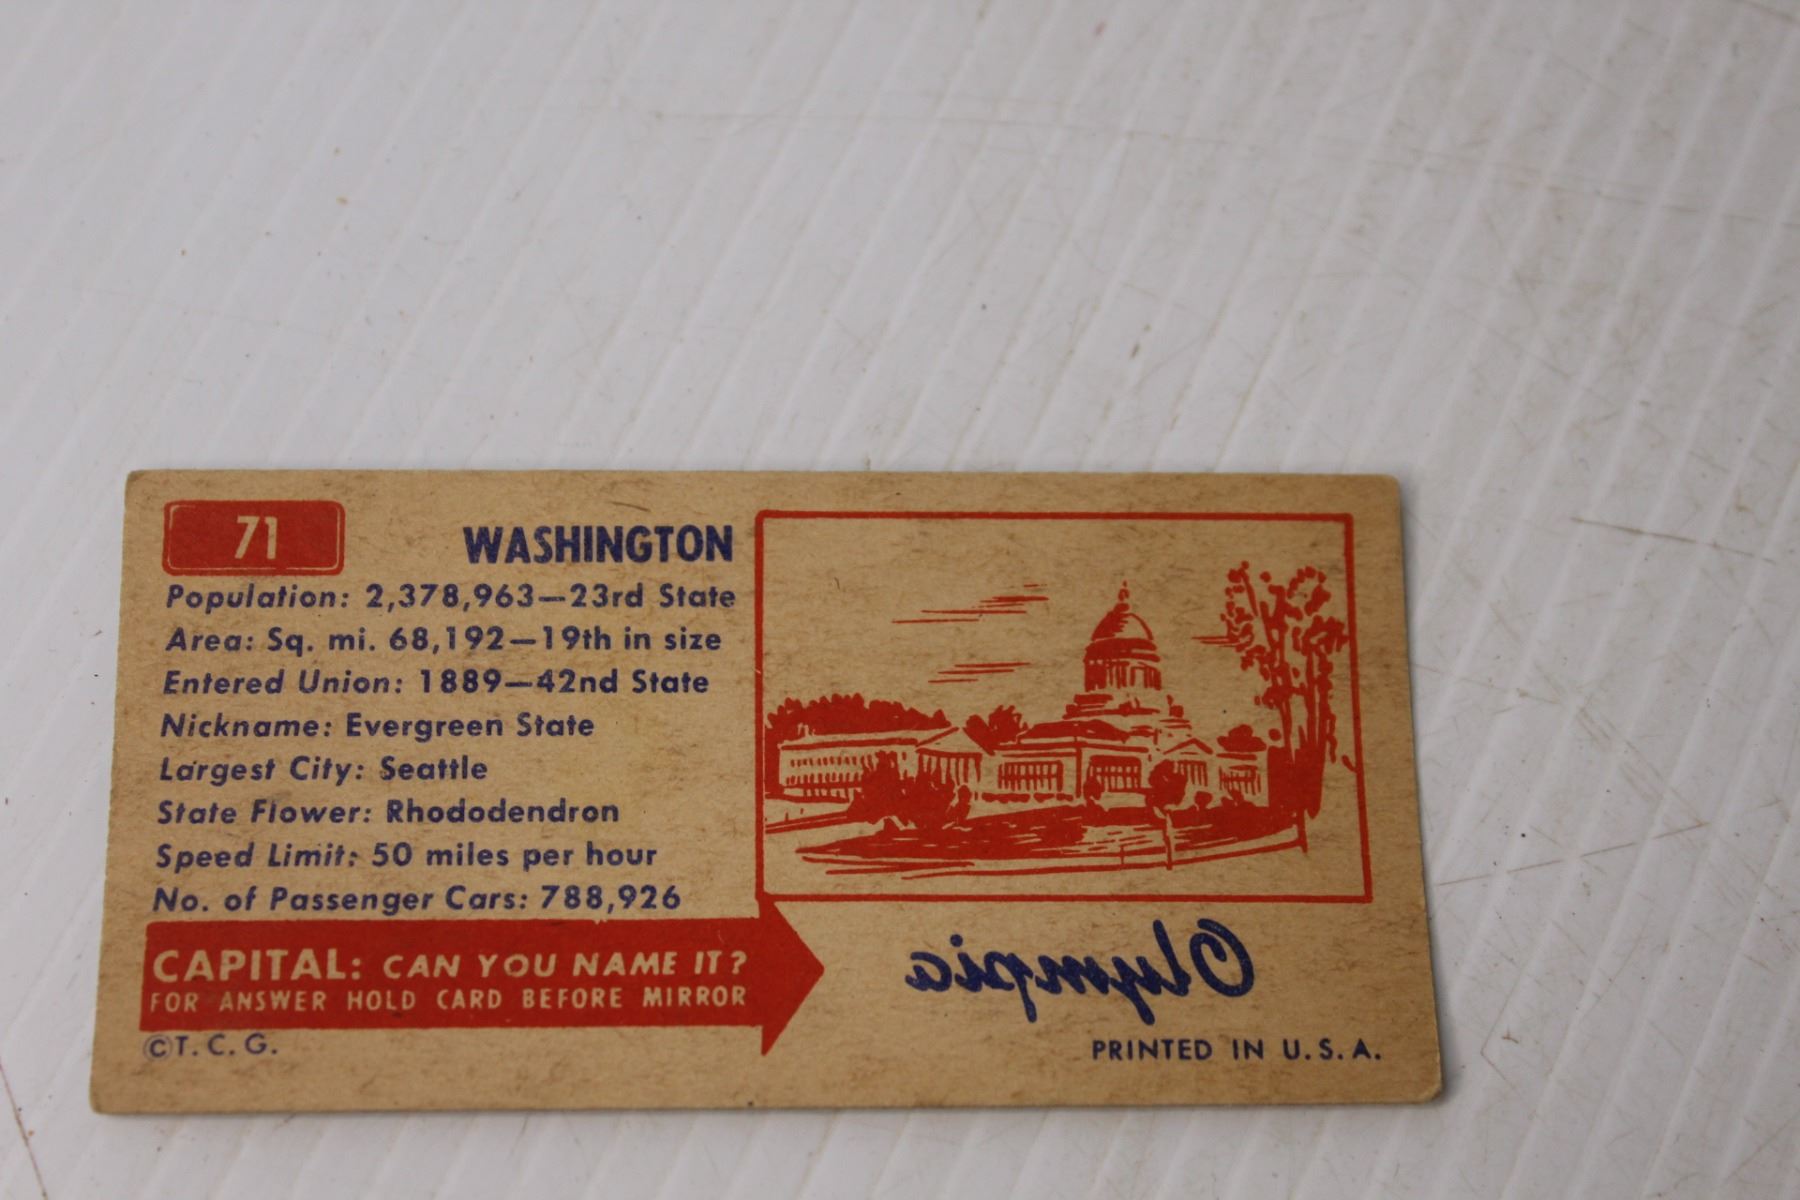 71
WASHINGTON
Population: 2,378,963—23rd State
Area: Sq. mi. 68,192—19th in size
Entered Union: 1889—42nd State
Nickname: Evergreen State
Largest City: Seattle
State Flower: Rhododendron
Speed Limit: 50 miles per hour
No. of Passenger Cars: 788,926
CAPITAL: CAN YOU NAME IT?
FOR ANSWER HOLD CARD BEFORE MIRROR
Olympia
©T. C. G.
PRINTED IN U. S. A.